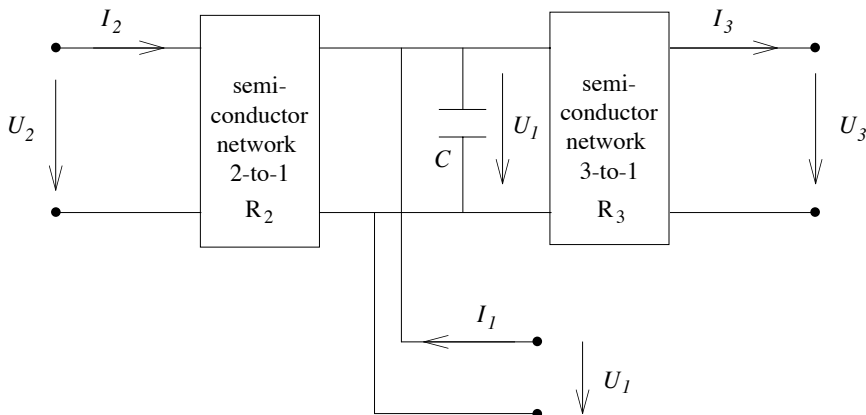 I2
I3
semi-
conductor
network
2-to-1
R2
semi-
conductor
network
3-to-1
R3
U2
C
U1
U3
I1
U1